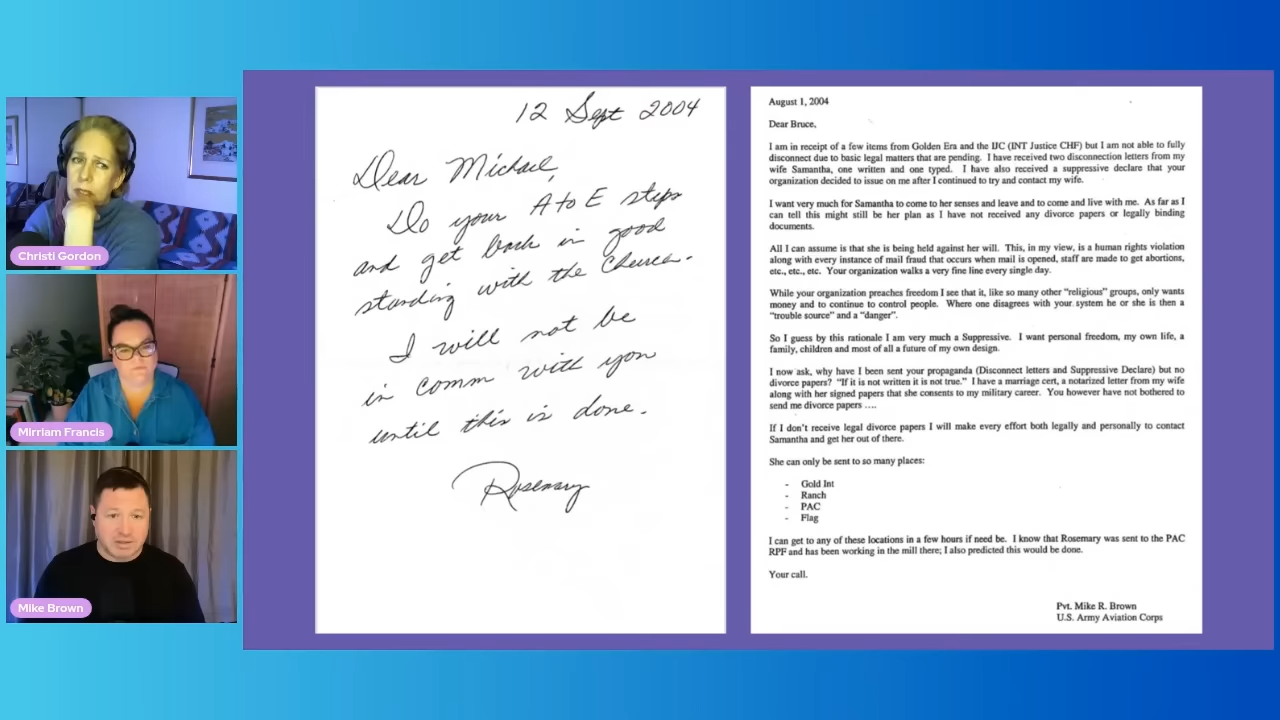 Christi Gordon
Mirriam Francis
Mike Brown
12 Sept 2004
Dear Michael,
Do your A to E steps
and get back in good
standing with the Church.
I will not be
in comm with you
until this is done.
Rosemary
August 1, 2004
Dear Bruce,
I am in receipt of a few items from Golden Era and the IJC (INT Justice CHF) but I am not able to fully
disconnect due to basic legal matters that are pending. I have received two disconnection letters from my
wife Samantha, one written and one typed. I have also received a suppressive declare that your
organization decided to issue on me after I continued to try and contact my wife.
I want very much for Samantha to come to her senses and leave and to come and live with me. As far as I
can tell this might still be her plan as I have not received any divorce papers or legally binding
documents.
All I can assume is that she is being held against her will. This, in my view, is a human rights violation
along with every instance of mail fraud that occurs when mail is opened, staff are made to get abortions,
etc., etc., etc. Your organization walks a very fine line every single day.
While your organization preaches freedom I see that it, like so many other "religious" groups, only wants
money and to continue to control people. Where one disagrees with your system he or she is then a
"trouble source" and a "danger".
So I guess by this rationale I am very much a Suppressive. I want personal freedom, my own life, a
family, children and most of all a future of my own design.
I now ask, why have I been sent your propaganda (Disconnect letters and Suppressive Declare) but no
divorce papers? "If it is not written it is not true." I have a marriage cert, a notarized letter from my wife
along with her signed papers that she consents to my military career. You however have not bothered to
send me divorce papers ....
If I don't receive legal divorce papers I will make every effort both legally and personally to contact
Samantha and get her out of there.
She can only be sent to so many places:
- Gold Int
- Ranch
- PAC
- Flag
I can get to any of these locations in a few hours if need be. I know that Rosemary was sent to the PAC
RPF and has been working in the mill there; I also predicted this would be done.
Your call.
Pvt. Mike R. Brown
U.S. Army Aviation Corps